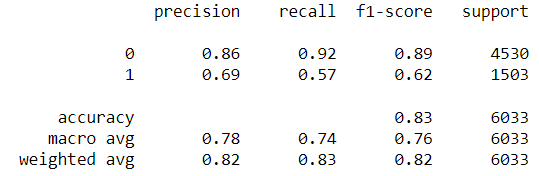 precision recall f1-score support
0 0.86 0.92 0.89 4530
1 0.69 0.57 0.62 1503
accuracy 0.83 6033
macro avg 0.78 0.74 0.76 6033
weighted avg 0.82 0.83 0.82 6033